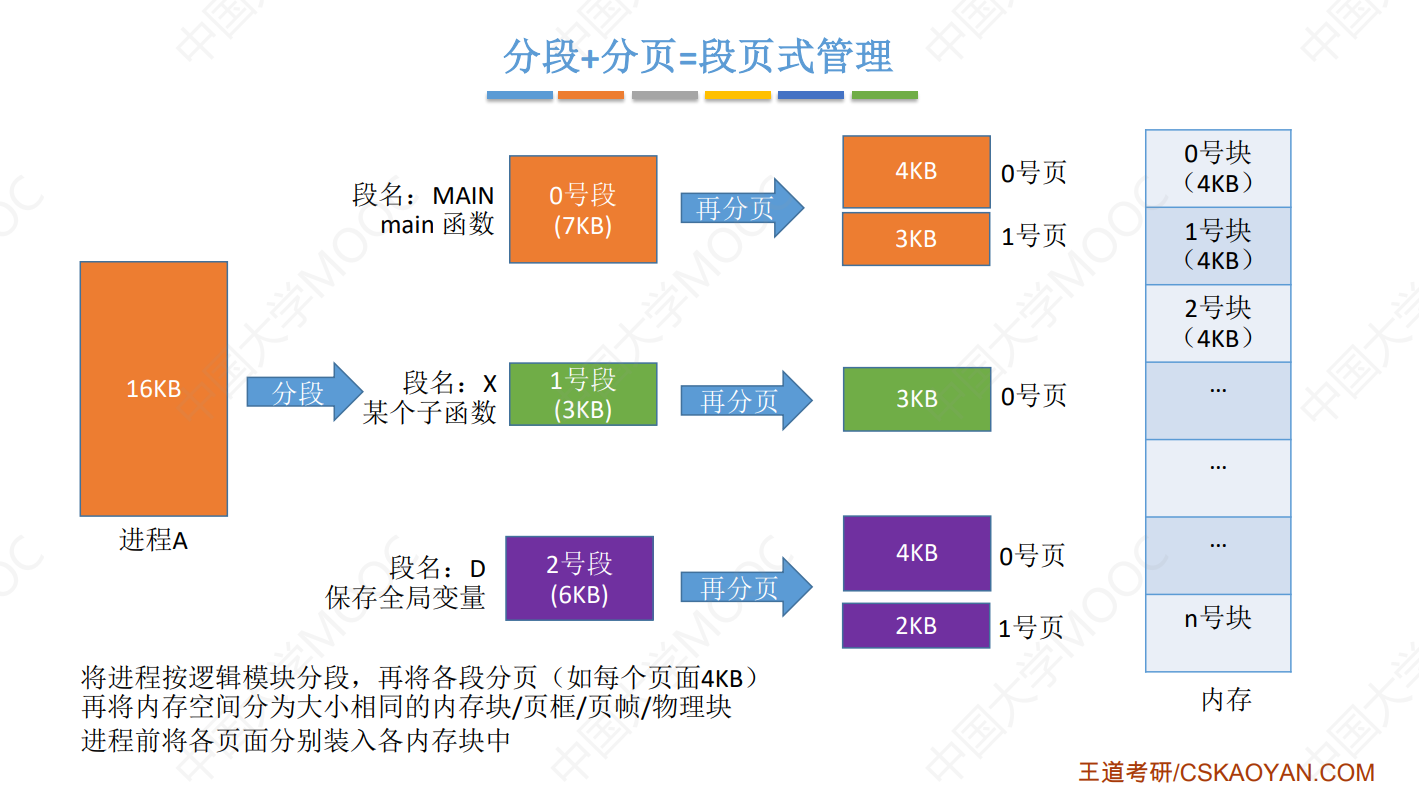 分段+分页=段页式管理
16KB
进程A
分段
段名：MAIN
main 函数
0号段
(7KB)
再分页
4KB
0号页
3KB
1号页
段名：X
某个子函数
1号段
(3KB)
再分页
3KB
0号页
段名：D
保存全局变量
2号段
(6KB)
再分页
4KB
0号页
2KB
1号页
0号块
（4KB）
1号块
（4KB）
2号块
（4KB）
...
...
...
n号块
内存
将进程按逻辑模块分段，再将各段分页（如每个页面4KB）
再将内存空间分为大小相同的内存块/页框/页帧/物理块
进程前将各页面分别装入各内存块中
王道考研/CSKAOYAN.COM
中国大学MOOC